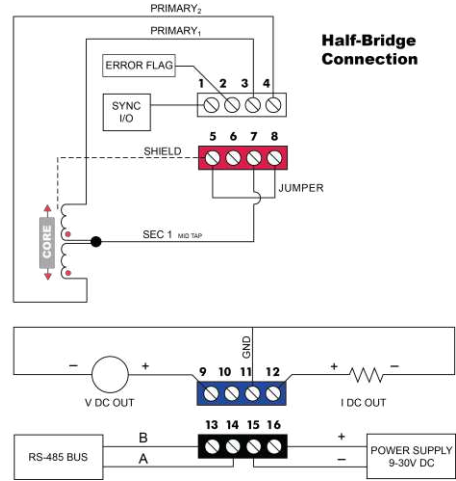 PRIMARY2
PRIMARY1
Half-Bridge
Connection
ERROR FLAG
1 2 3 4
SYNC
I/O
5 6 7 8
SHIELD
JUMPER
CORE
SEC 1 MID TAP
GND
9 10 11 12
− +
+ −
V DC OUT
I DC OUT
13 14 15 16
B
A
+
−
RS-485 BUS
POWER SUPPLY
9-30V DC